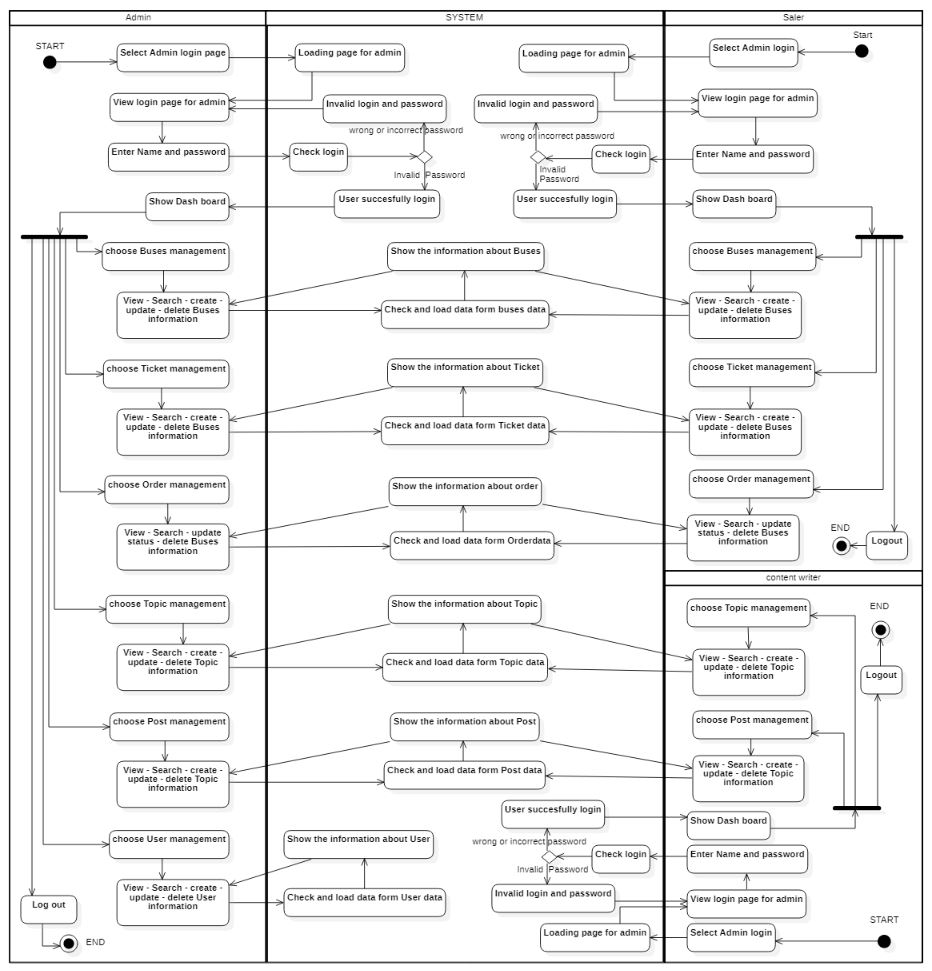 Admin
SYSTEM
Saler
START
Select Admin login page
Loading page for admin
Loading page for admin
Select Admin login
Start
View login page for admin
Invalid login and password
Invalid login and password
View login page for admin
wrong or incorrect password
wrong or incorrect password
Enter Name and password
Check login
Check login
Enter Name and password
Invalid Password
Invalid
Password
Show Dash board
User succesfully login
User succesfully login
Show Dash board
choose Buses management
Show the information about Buses
choose Buses management
View - Search - create -
update - delete Buses
information
Check and load data form buses data
View - Search - create -
update - delete Buses
information
choose Ticket management
Show the information about Ticket
choose Ticket management
View - Search - create -
update - delete Buses
information
Check and load data form Ticket data
View - Search - create -
update - delete Buses
information
choose Order management
Show the information about order
choose Order management
View - Search - update
status - delete Buses
information
Check and load data form Orderdata
View - Search - update
status - delete Buses
information
END
Logout
content writer
choose Topic management
Show the information about Topic
choose Topic management
END
View - Search - create -
update - delete Topic
information
Check and load data form Topic data
View - Search - create -
update - delete Topic
information
Logout
choose Post management
Show the information about Post
choose Post management
View - Search - create -
update - delete Topic
information
Check and load data form Post data
View - Search - create -
update - delete Topic
information
User succesfully login
Show Dash board
choose User management
Show the information about User
wrong or incorrect password
Check login
Enter Name and password
Invalid Password
View - Search - create -
update - delete User
information
Check and load data form User data
Invalid login and password
View login page for admin
Log out
END
Loading page for admin
Select Admin login
START